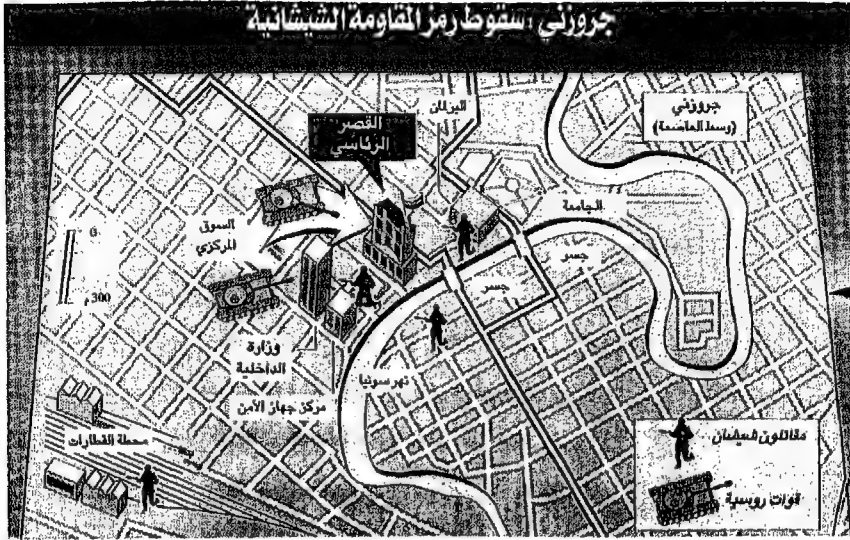 جروزني : سقوط رمز المقاومة الشيشانية
البرلمان
جروزني
(وسط العاصمة)
القصر
الرئاسي
الجامعة
السوق
المركزي
جسر
جسر
300
وزارة
الداخلية
نهر سونيا
مركز جهاز الأمن
محطة القطارات
مقاتلون شيشان
قوات روسية